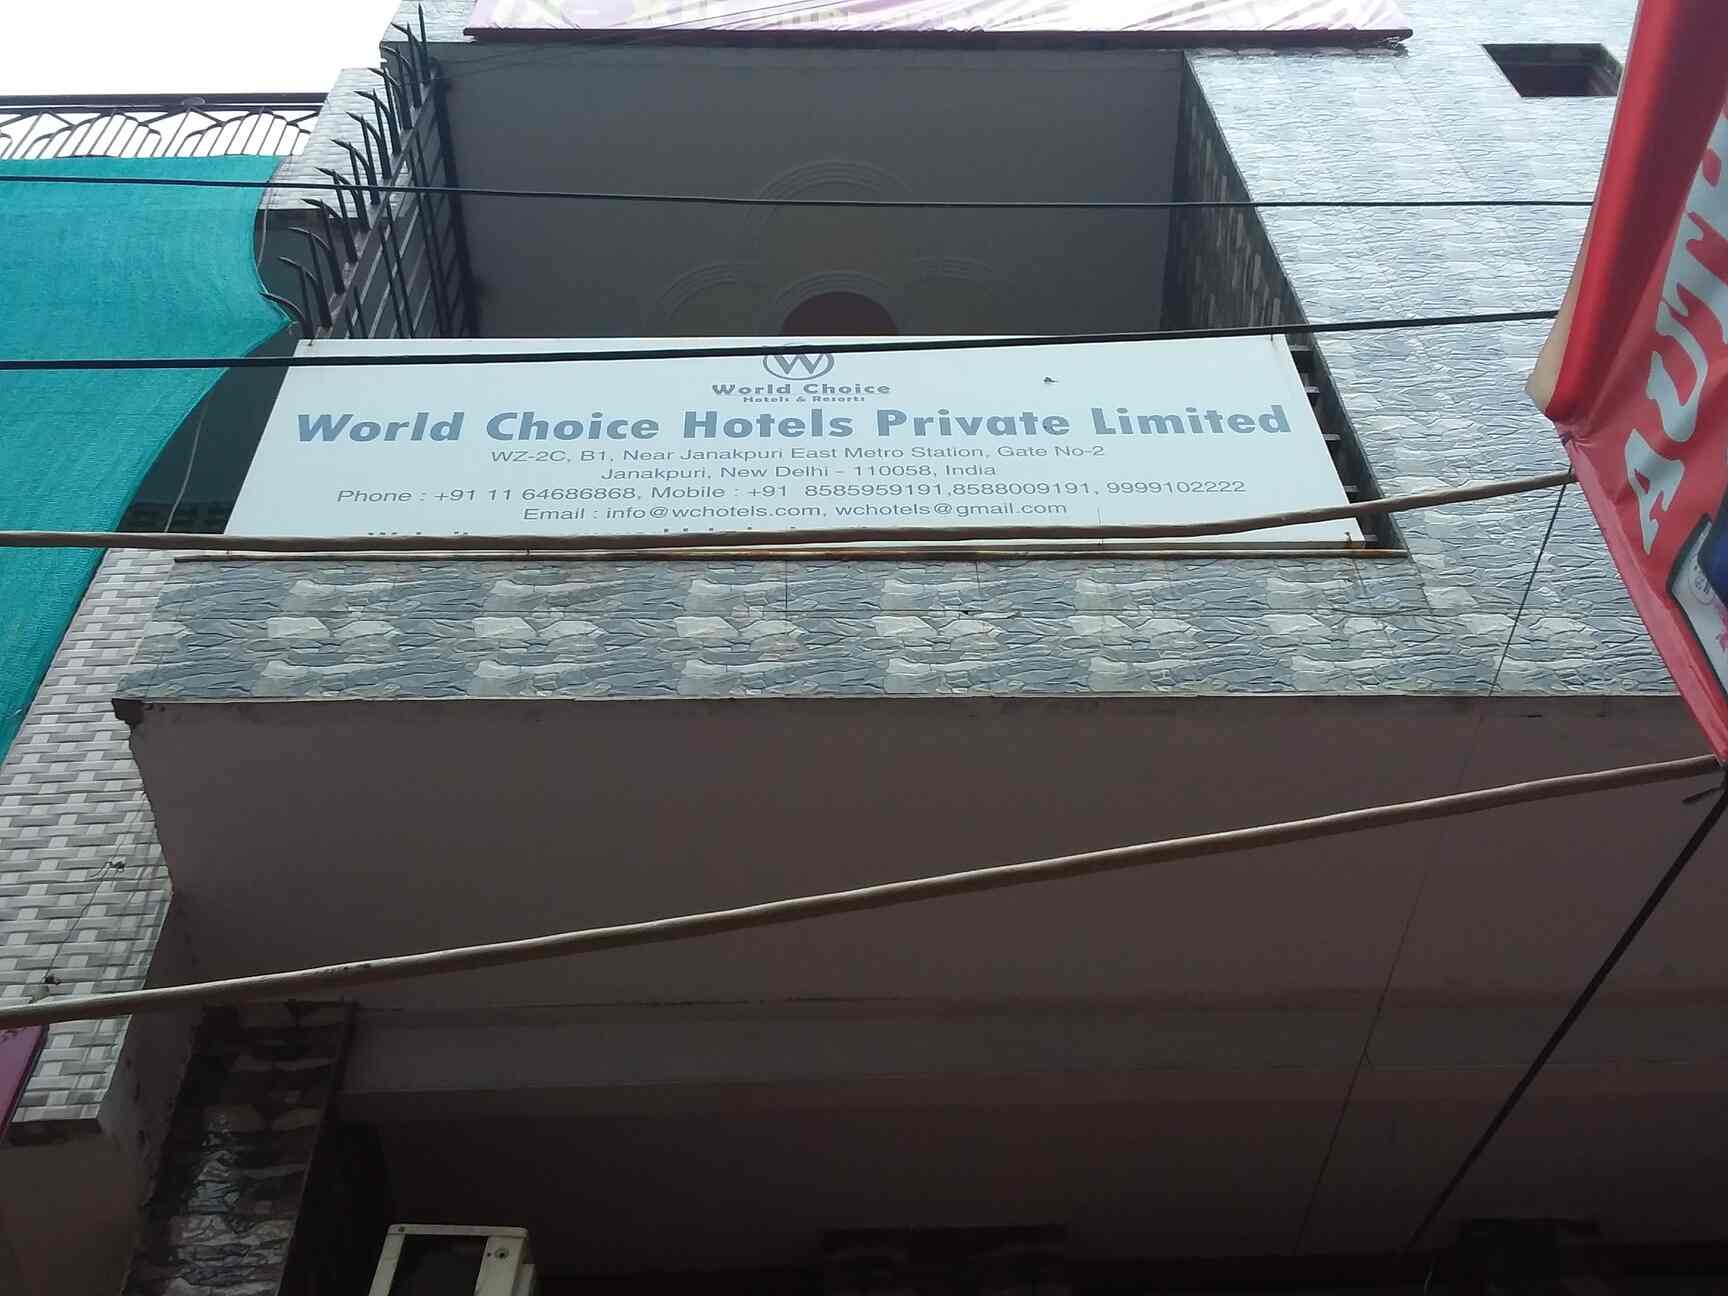 W
World Choice
Hotels & Resorts
World Choice Hotels Private Limited
WZ-2C, B1, Near Janakpuri East Metro Station, Gate No-2
Janakpuri, New Delhi - 110058, India
Phone : +91 11 64686868, Mobile : +91 8585959191,8588009191, 9999102222
Email : info@wchotels.com, wchotels@gmail.com